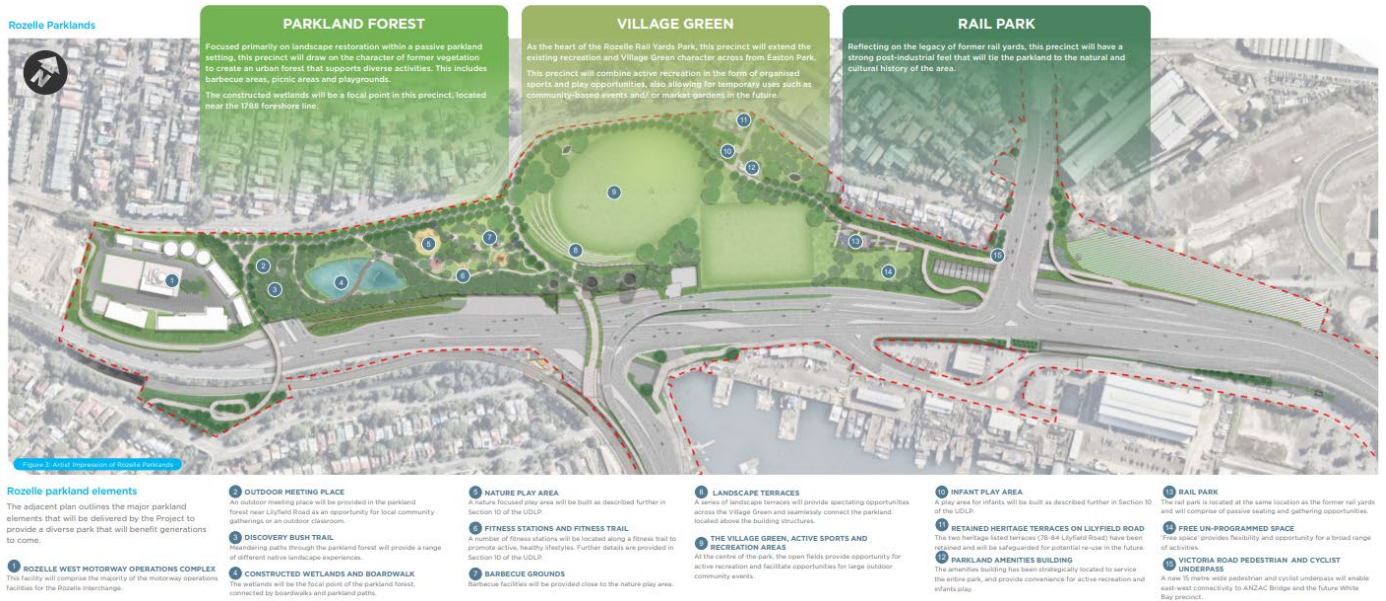 Rozelle Parklands
PARKLAND FOREST
Focused primarily on landscape restoration within a passive parkland
setting, this precinct will draw on the character of former vegetation
to create an urban forest that supports diverse activities. This includes
barbecue areas, picnic areas and playgrounds.
The constructed wetlands will be a focal point in this precinct, located
near the 1788 foreshore line.
VILLAGE GREEN
As the heart of the Rozelle Rail Yards Park, this precinct will extend the
existing recreation and Village Green character across from Easton Park.
This precinct will combine active recreation in the form of organised
sports and play opportunities, also allowing for temporary uses such as
community-based events and/ or market gardens in the future.
RAIL PARK
Reflecting on the legacy of former rail yards, this precinct will have a
strong post-industrial feel that will tie the parkland to the natural and
cultural history of the area.
N
11
10
12
9
5
7
8
13
2
6
15
1
4
3
14
Figure 3: Artist Impression of Rozelle Parklands
Rozelle parkland elements
The adjacent plan outlines the major parkland
elements that will be delivered by the Project to
provide a diverse park that will benefit generations
to come.
1 ROZELLE WEST MOTORWAY OPERATIONS COMPLEX
This facility will comprise the majority of the motorway operations
facilities for the Rozelle Interchange.
2 OUTDOOR MEETING PLACE
An outdoor meeting place will be provided in the parkland
forest near Lilyfield Road as an opportunity for local community
gatherings or an outdoor classroom.
3 DISCOVERY BUSH TRAIL
Meandering paths through the parkland forest will provide a range
of different native landscape experiences.
4 CONSTRUCTED WETLANDS AND BOARDWALK
The wetlands will be the focal point of the parkland forest,
connected by boardwalks and parkland paths.
5 NATURE PLAY AREA
A nature focused play area will be built as described further in
Section 10 of the UDLP.
6 FITNESS STATIONS AND FITNESS TRAIL
A number of fitness stations will be located along a fitness trail to
promote active, healthy lifestyles. Further details are provided in
Section 10 of the UDLP.
7 BARBECUE GROUNDS
Barbecue facilities will be provided close to the nature play area.
8 LANDSCAPE TERRACES
A series of landscape terraces will provide spectating opportunities
across the Village Green and seamlessly connect the parkland
located above the building structures.
9 THE VILLAGE GREEN, ACTIVE SPORTS AND
RECREATION AREAS
At the centre of the park, the open fields provide opportunity for
active recreation and facilitate opportunities for large outdoor
community events.
10 INFANT PLAY AREA
A play area for infants will be built as described further in Section 10
of the UDLP.
11 RETAINED HERITAGE TERRACES ON LILYFIELD ROAD
The two heritage listed terraces (78-84 Lilyfield Road) have been
retained and will be safeguarded for potential re-use in the future.
12 PARKLAND AMENITIES BUILDING
The amenities building has been strategically located to service
the entire park, and provide convenience for active recreation and
infants play.
13 RAIL PARK
The rail park is located at the same location as the former rail yards
and will comprise of passive seating and gathering opportunities.
14 FREE UN-PROGRAMMED SPACE
'Free space' provides flexibility and opportunity for a broad range
of activities.
15 VICTORIA ROAD PEDESTRIAN AND CYCLIST
UNDERPASS
A new 15 metre wide pedestrian and cyclist underpass will enable
east-west connectivity to ANZAC Bridge and the future White
Bay precinct.